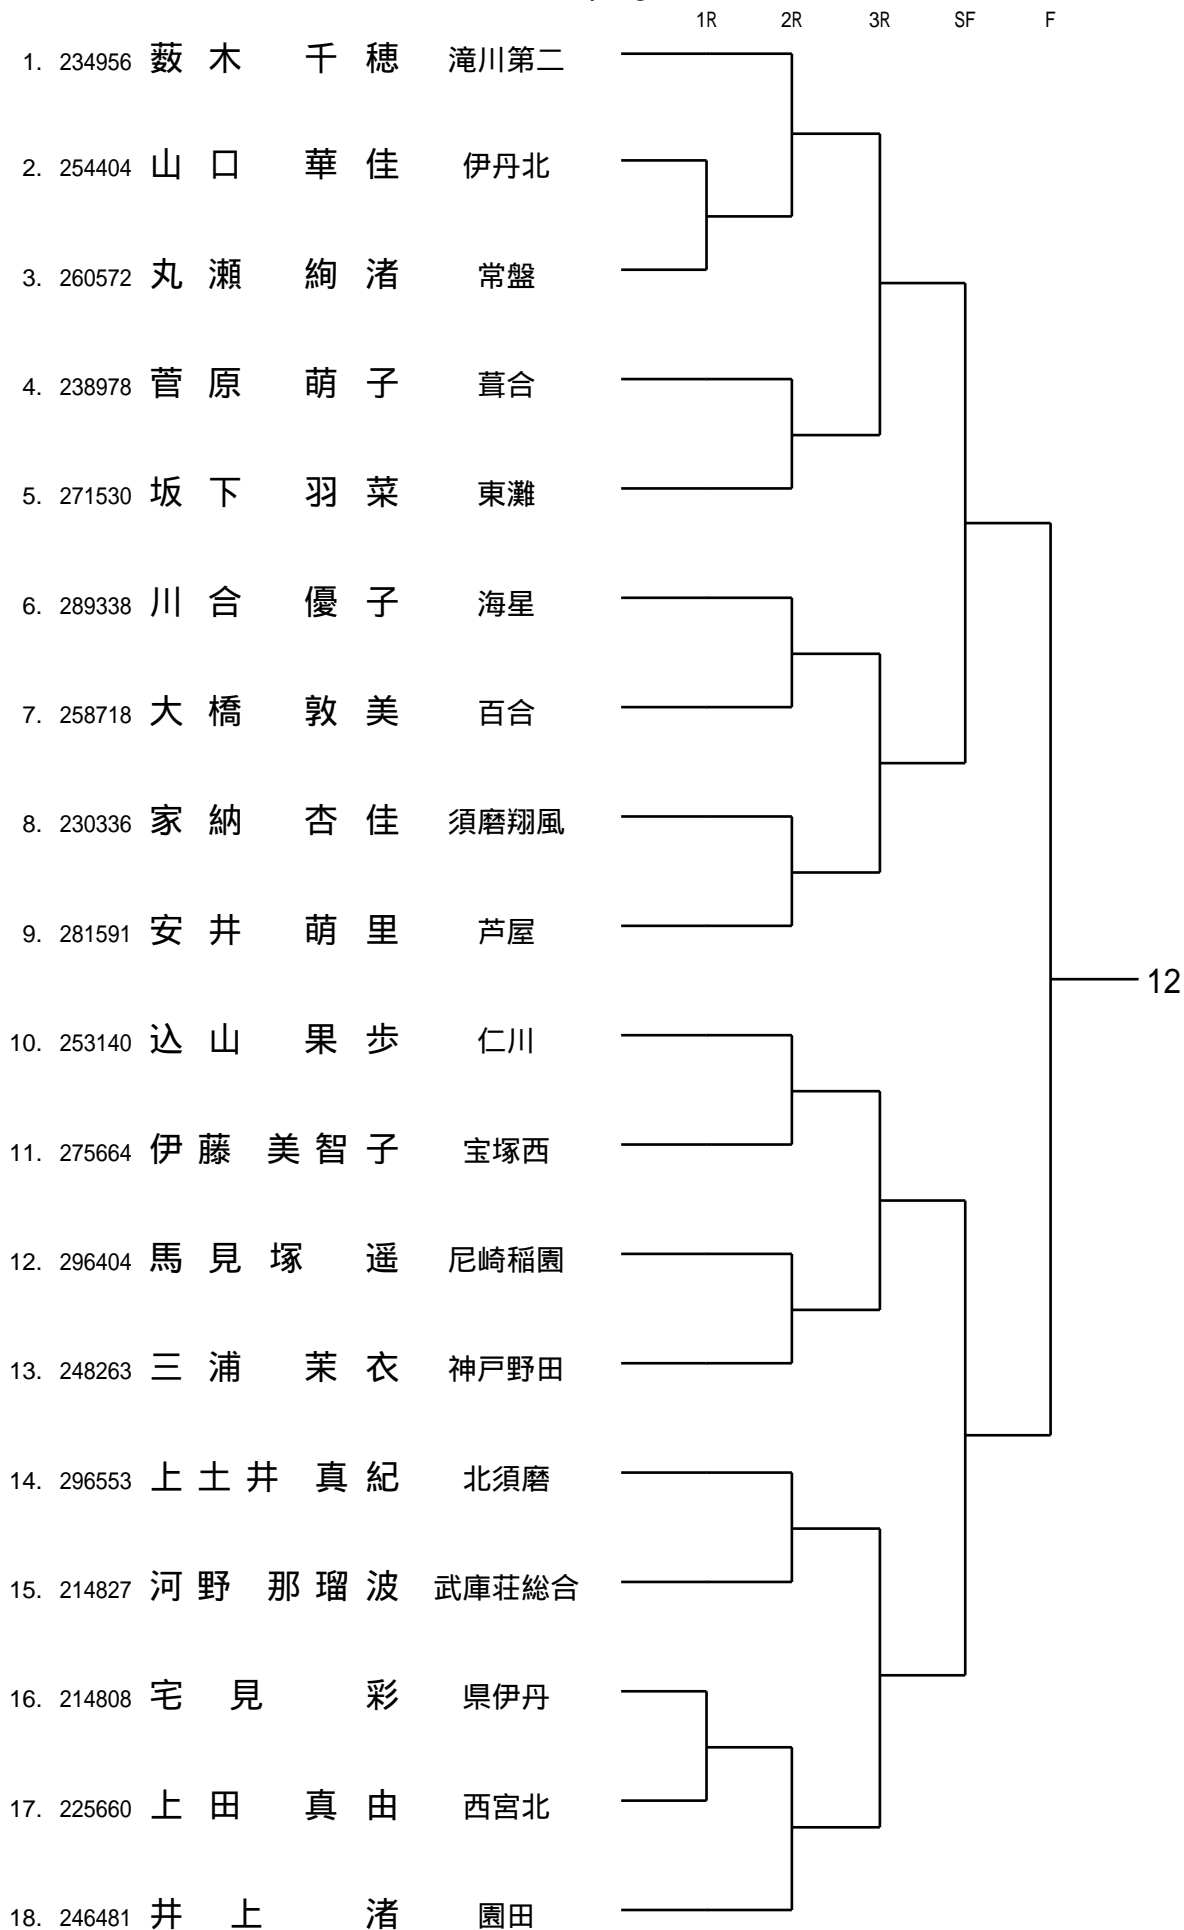 1R 2R 3R SF F
1. 234956 薮木 千穂 滝川第二
2. 254404 山口 華佳 伊丹北
3. 260572 丸瀬 絢渚 常盤
4. 238978 菅原 萌子 葺合
5. 271530 坂下 羽菜 東灘
6. 289338 川合 優子 海星
7. 258718 大橋 敦美 百合
8. 230336 家納 杏佳 須磨翔風
9. 281591 安井 萌里 芦屋
12
10. 253140 込山 果歩 仁川
11. 275664 伊藤 美智子 宝塚西
12. 296404 馬見塚 遥 尼崎稲園
13. 248263 三浦 茉衣 神戸野田
14. 296553 上土井 真紀 北須磨
15. 214827 河野 那瑠波 武庫荘総合
16. 214808 宅見 彩 県伊丹
17. 225660 上田 真由 西宮北
18. 246481 井上 渚 園田